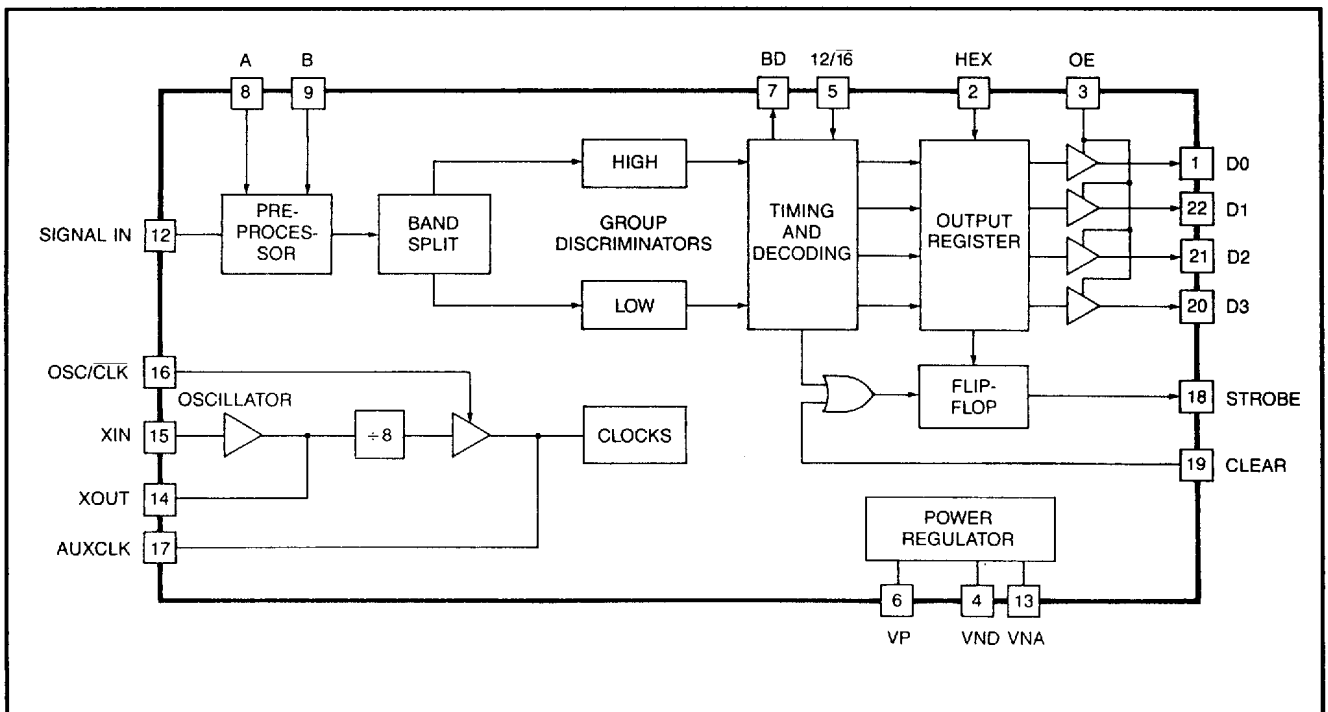 A
B
BD
12/1̅6̅
HEX
OE
8
9
7
5
2
3
HIGH
1
D0
PRE-
PROCES-
SOR
BAND
SPLIT
GROUP
DISCRIMINATORS
TIMING
AND
DECODING
OUTPUT
REGISTER
22
D1
SIGNAL IN
12
21
D2
LOW
20
D3
OSC/C̅L̅K̅
16
OSCILLATOR
FLIP-
FLOP
18
STROBE
XIN
15
÷8
CLOCKS
19
CLEAR
XOUT
14
AUXCLK
17
POWER
REGULATOR
6
4
13
VP
VND
VNA